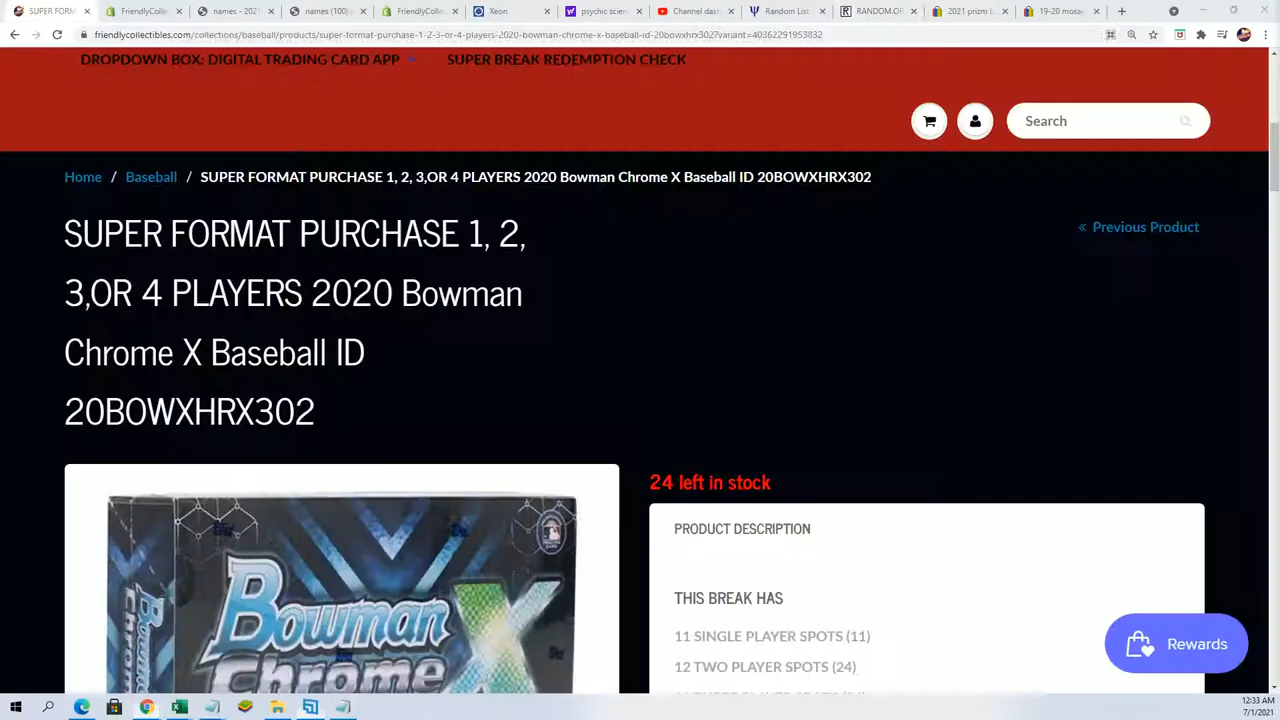 SUPER FORM
FriendlyColle
names - 202
names (100).
FriendlyColle
Xeon
psychic scien
Channel dash
Random List
RANDOM.OR
2021 prizm b
19-20 mosa
friendlycollectibles.com/collections/baseball/products/super-format-purchase-1-2-3-or-4-players-2020-bowman-chrome-x-baseball-id-20bowxhrx302?variant=40362291953832
DROPDOWN BOX: DIGITAL TRADING CARD APP
SUPER BREAK REDEMPTION CHECK
Search
Home / Baseball / SUPER FORMAT PURCHASE 1, 2, 3,OR 4 PLAYERS 2020 Bowman Chrome X Baseball ID 20BOWXHRX302
SUPER FORMAT PURCHASE 1, 2,
3,OR 4 PLAYERS 2020 Bowman
Chrome X Baseball ID
20BOWXHRX302
« Previous Product
24 left in stock
PRODUCT DESCRIPTION
THIS BREAK HAS
11 SINGLE PLAYER SPOTS (11)
12 TWO PLAYER SPOTS (24)
Bowman
Chrome X
Rewards
12:33 AM
7/1/2021